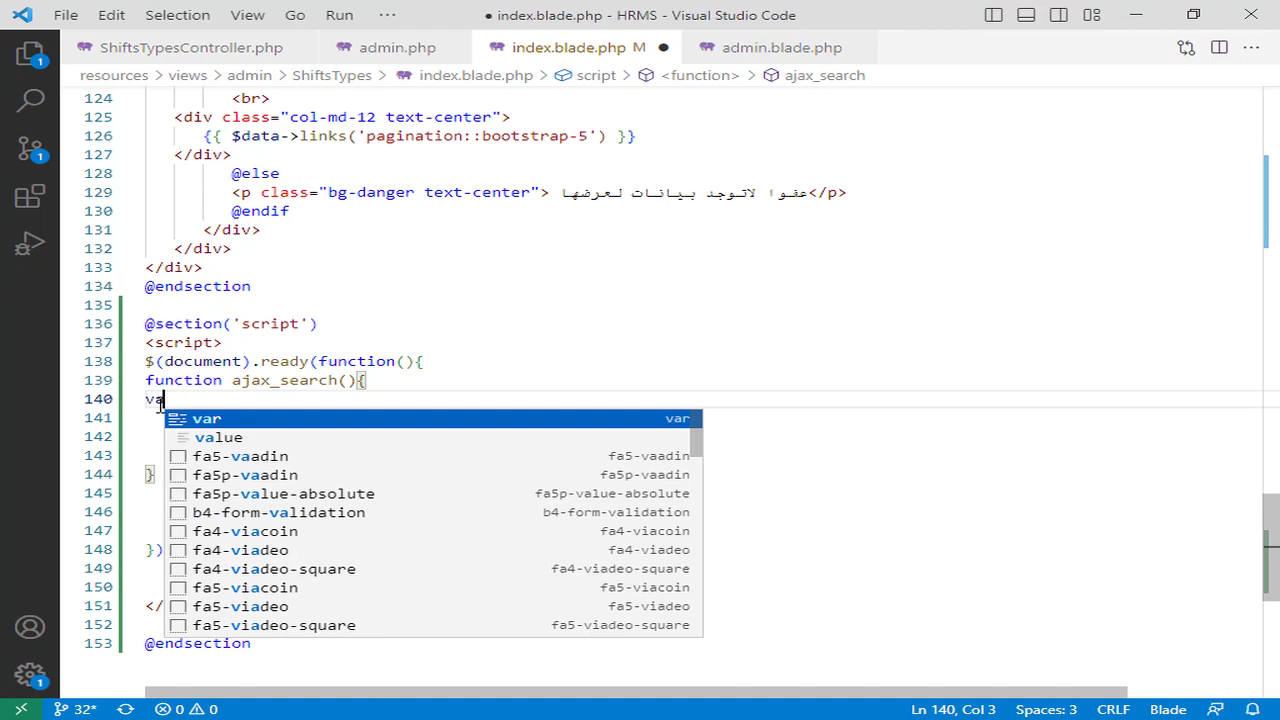 File Edit Selection View Go Run ··· ● index.blade.php - HRMS - Visual Studio Code
ShiftsTypesController.php admin.php index.blade.php M ● admin.blade.php ···
resources > views > admin > ShiftsTypes > index.blade.php > script > <function> > ajax_search
124 <br>
125 <div class="col-md-12 text-center">
126 {{ $data->links('pagination::bootstrap-5') }}
127 </div>
128 @else
129 <p class="bg-danger text-center"> عفوا لاتوجد بيانات لعرضها</p>
130 @endif
131 </div>
132 </div>
133 </div>
134 @endsection
135
136 @section('script')
137 <script>
138 $(document).ready(function(){
139 function ajax_search(){
140 va
var var
141
value
142
fa5-vaadin fa5-vaadin
143
fa5p-vaadin fa5p-vaadin
144 }
fa5p-value-absolute fa5p-value-absolute
145
b4-form-validation b4-form-validation
146
fa4-viacoin fa4-viacoin
147
fa4-viadeo fa4-viadeo
148 })
fa4-viadeo-square fa4-viadeo-square
149
fa5-viacoin fa5-viacoin
150
fa5-viadeo fa5-viadeo
151 </
fa5-viadeo-square fa5-viadeo-square
152
153 @endsection
1
1
1
32* 0 0 Ln 140, Col 3 Spaces: 3 CRLF Blade